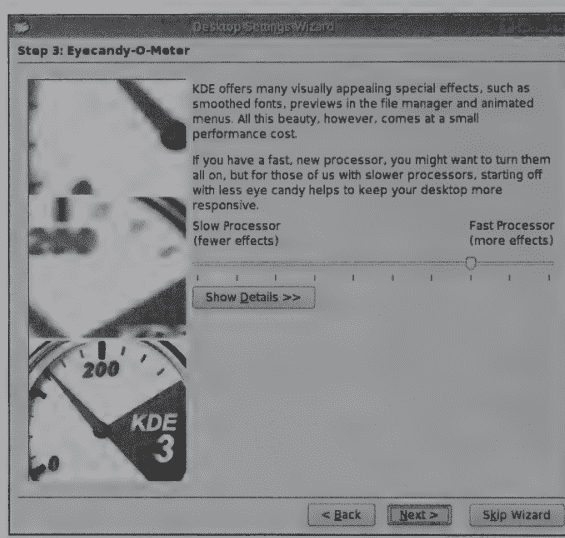 Desktop Settings Wizard
Step 3: Eyecandy-O-Meter
KDE offers many visually appealing special effects, such as
smoothed fonts, previews in the file manager and animated
menus. All this beauty, however, comes at a small
performance cost.
If you have a fast, new processor, you might want to turn them
all on, but for those of us with slower processors, starting off
with less eye candy helps to keep your desktop more
responsive.
Slow Processor
(fewer effects)
Fast Processor
(more effects)
Show Details >>
200
KDE
3
0
< Back
Next >
Skip Wizard